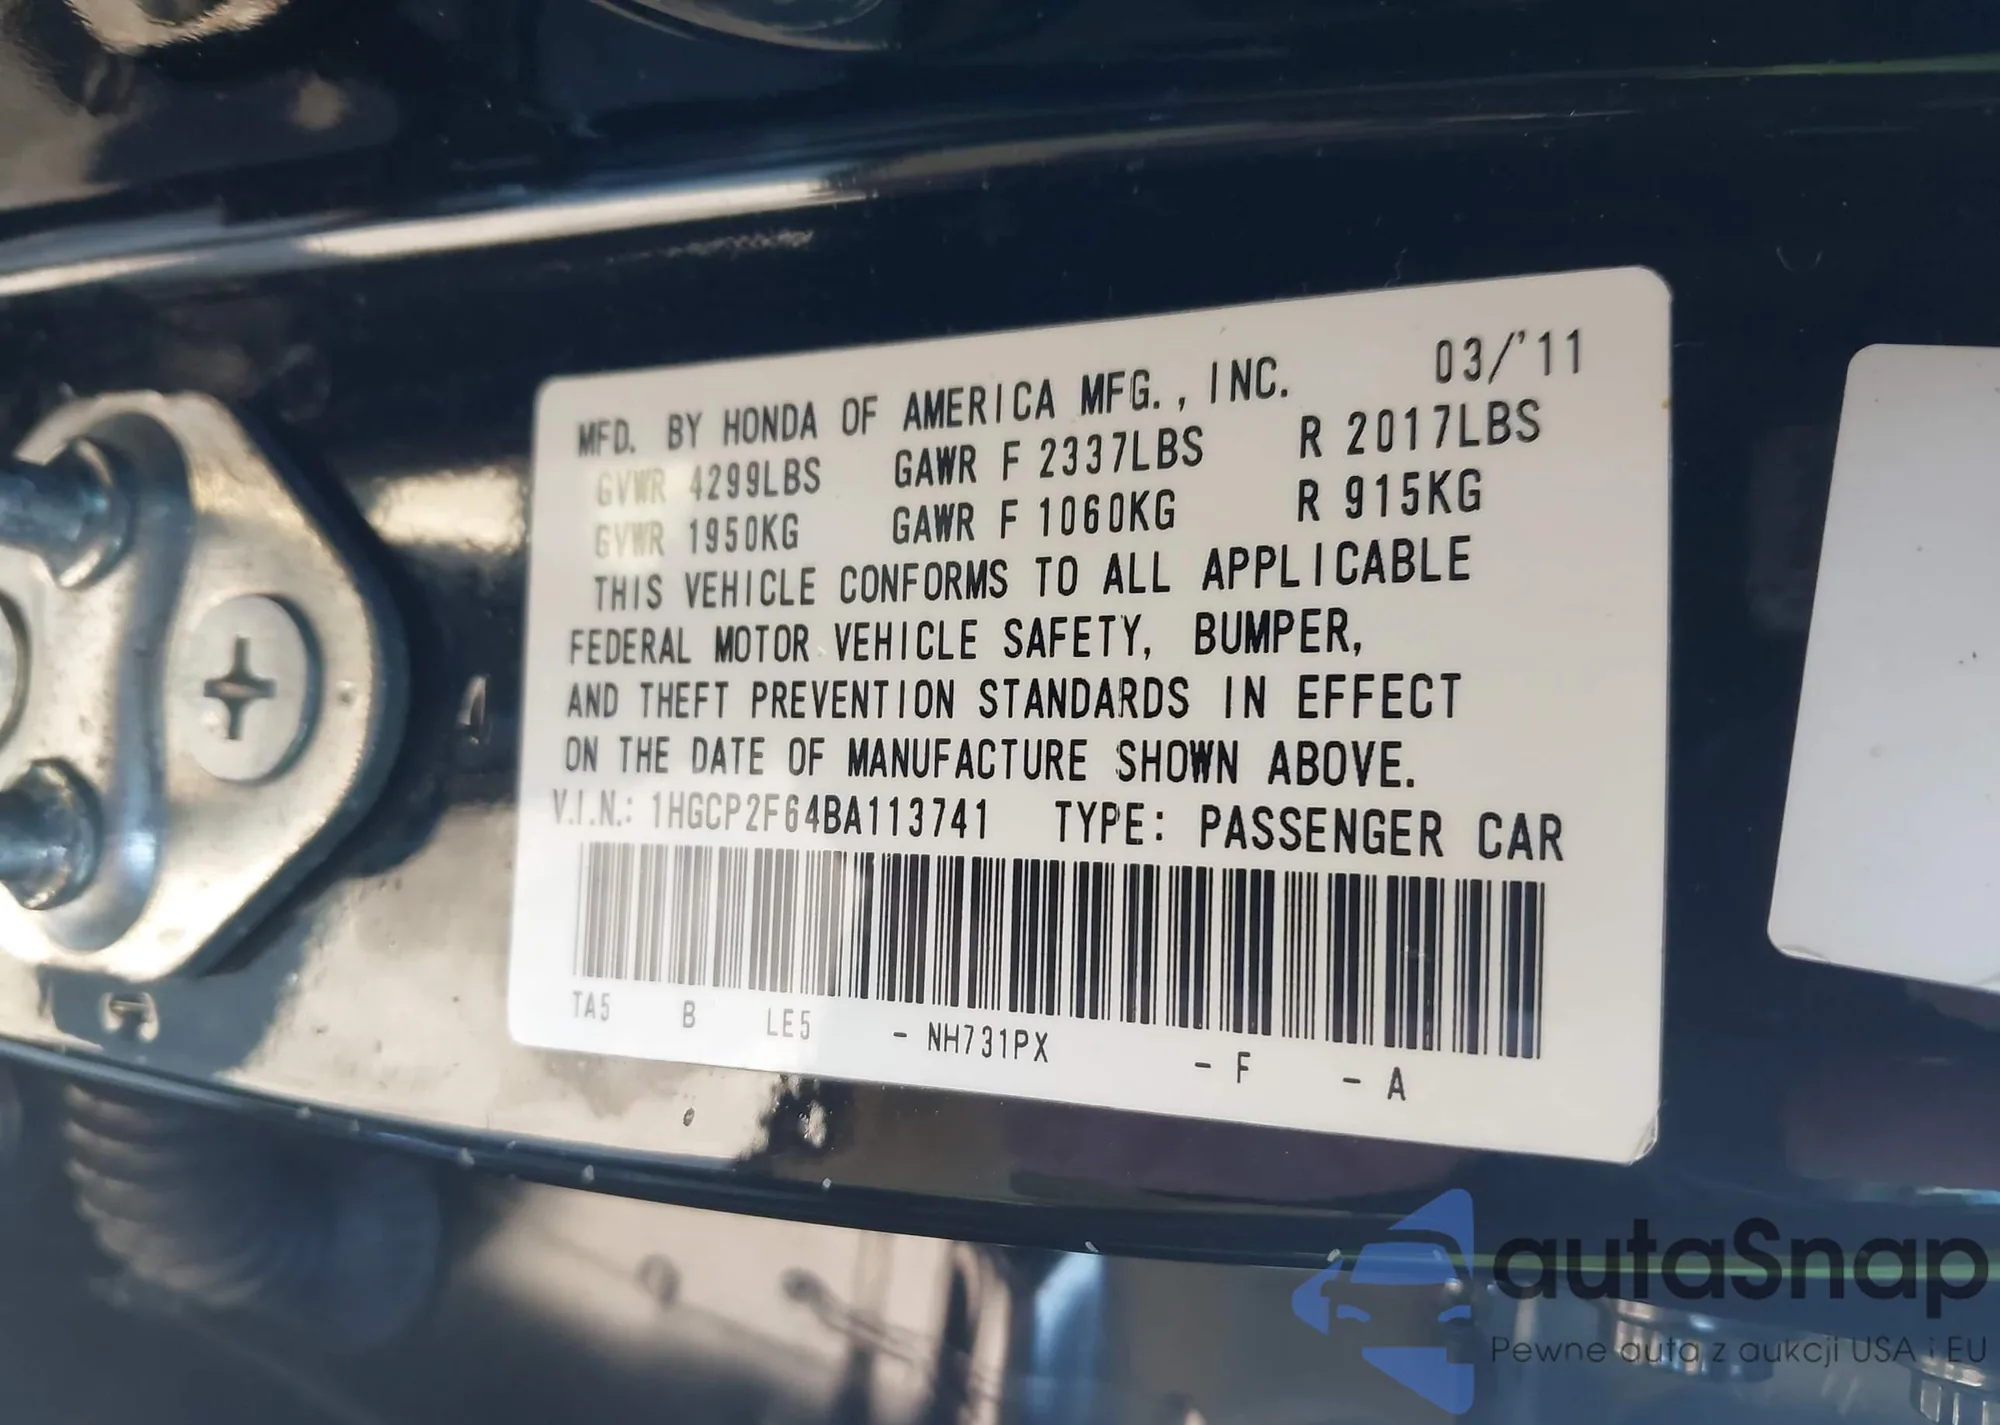 MFD. BY HONDA OF AMERICA MFG., INC. 03/'11
GVWR 4299LBS GAWR F 2337LBS R 2017LBS
GVWR 1950KG GAWR F 1060KG R 915KG
THIS VEHICLE CONFORMS TO ALL APPLICABLE
FEDERAL MOTOR VEHICLE SAFETY, BUMPER,
AND THEFT PREVENTION STANDARDS IN EFFECT
ON THE DATE OF MANUFACTURE SHOWN ABOVE.
V.I.N.: 1HGCP2F64BA113741 TYPE: PASSENGER CAR
TA5 B LE5 - NH731PX - F - A
autaSnap
Pewne auta z aukcji USA i EU